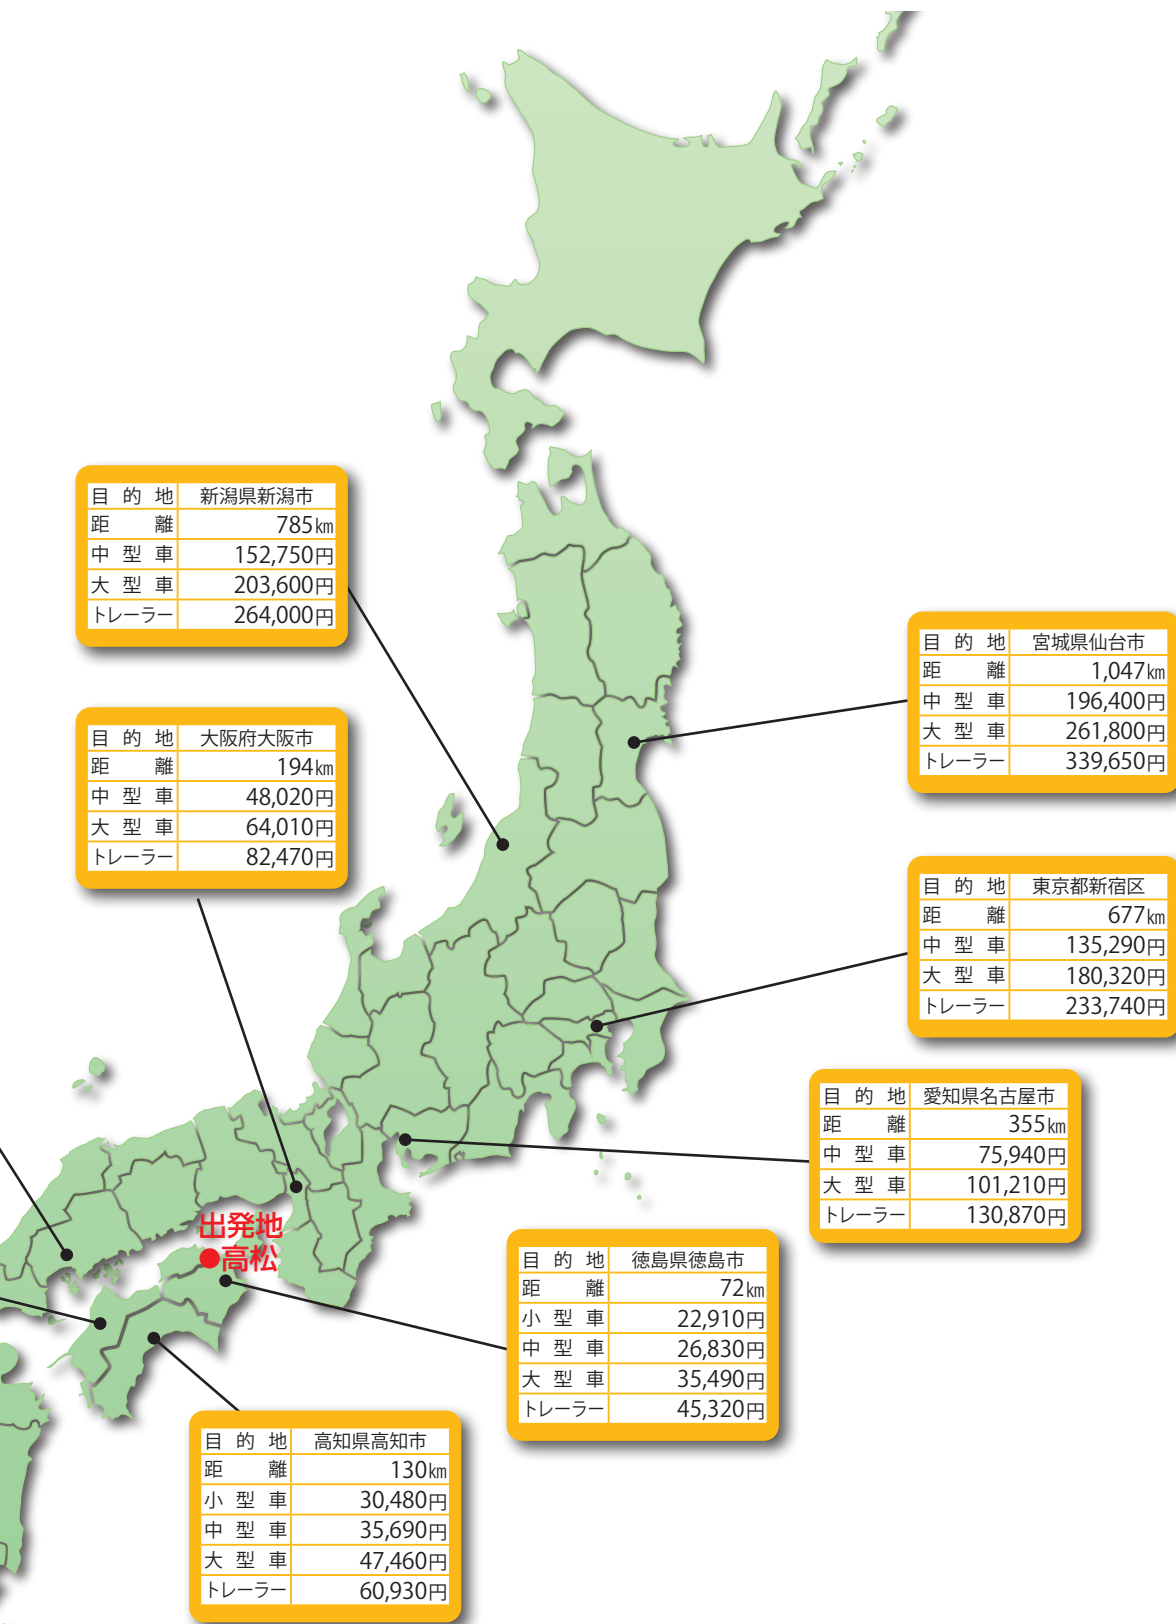 目的地 新潟県新潟市
距離 785㎞
中型車 152,750円
大型車 203,600円
トレーラー 264,000円
目的地 宮城県仙台市
距離 1,047㎞
中型車 196,400円
大型車 261,800円
トレーラー 339,650円
目的地 大阪府大阪市
距離 194㎞
中型車 48,020円
大型車 64,010円
トレーラー 82,470円
目的地 東京都新宿区
距離 677㎞
中型車 135,290円
大型車 180,320円
トレーラー 233,740円
目的地 愛知県名古屋市
距離 355㎞
中型車 75,940円
大型車 101,210円
トレーラー 130,870円
出発地
高松
目的地 徳島県徳島市
距離 72㎞
小型車 22,910円
中型車 26,830円
大型車 35,490円
トレーラー 45,320円
目的地 高知県高知市
距離 130㎞
小型車 30,480円
中型車 35,690円
大型車 47,460円
トレーラー 60,930円